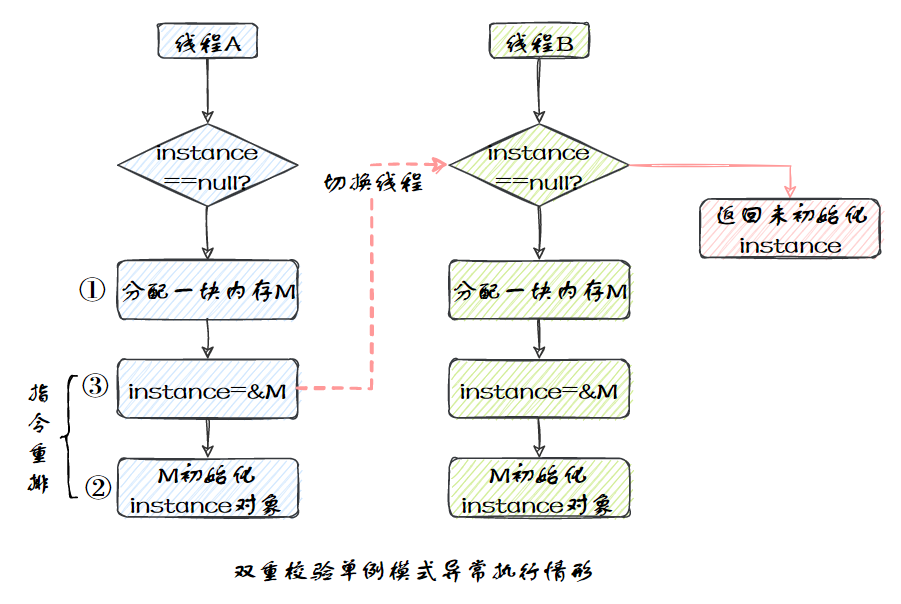 线程A
instance
==null?
①
分配一块内存M
③
instance=&M
指令重排
②
M初始化
instance对象
切换线程
线程B
instance
==null?
分配一块内存M
instance=&M
M初始化
instance对象
返回未初始化
instance
双重校验单例模式异常执行情形